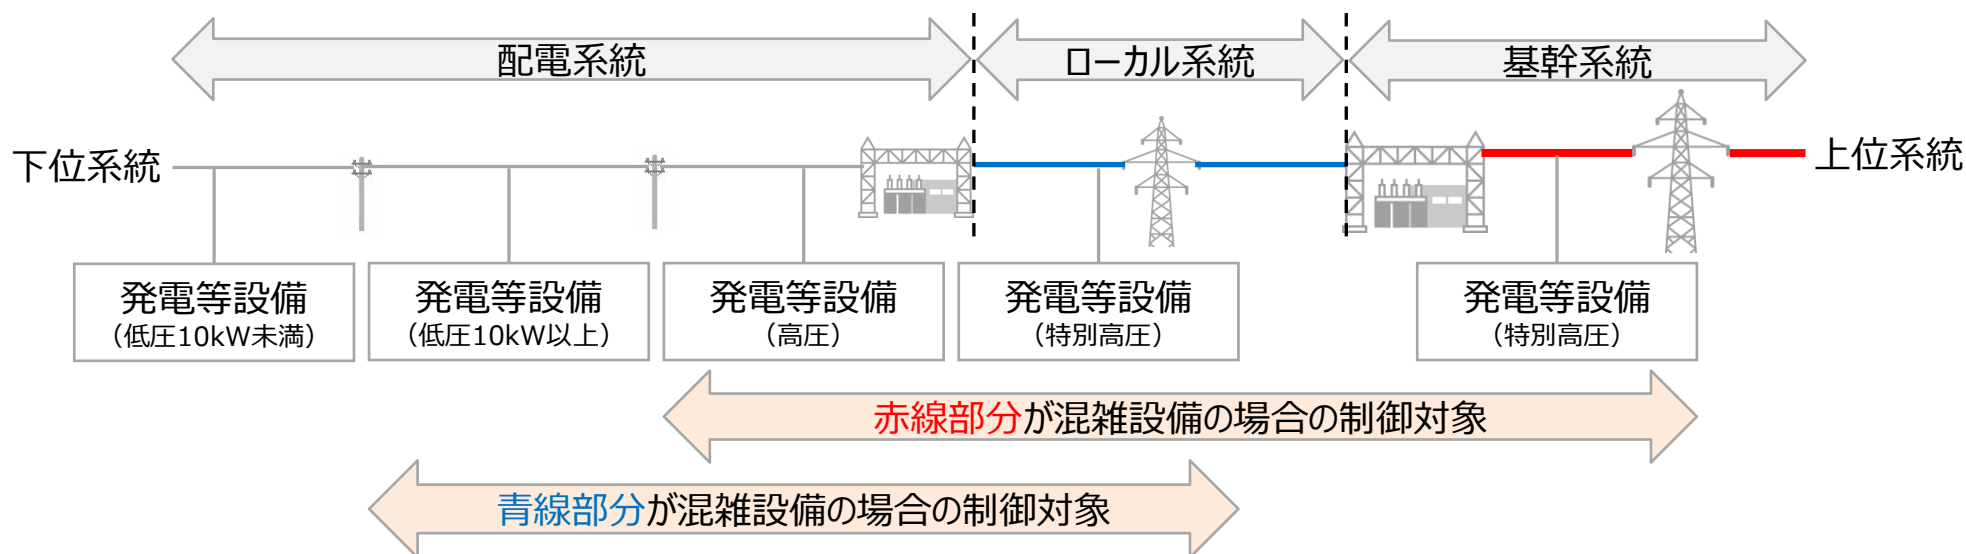 配電系統
ローカル系統
基幹系統
下位系統
上位系統
発電等設備
（低圧10kW未満）
発電等設備
（低圧10kW以上）
発電等設備
（高圧）
発電等設備
（特別高圧）
発電等設備
（特別高圧）
赤線部分が混雑設備の場合の制御対象
青線部分が混雑設備の場合の制御対象